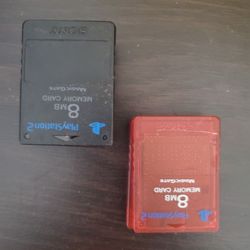 PlayStation 2
8MB
MEMORY CARD
MagicGate
SONY
PlayStation 2
8MB
MEMORY CARD
MagicGate